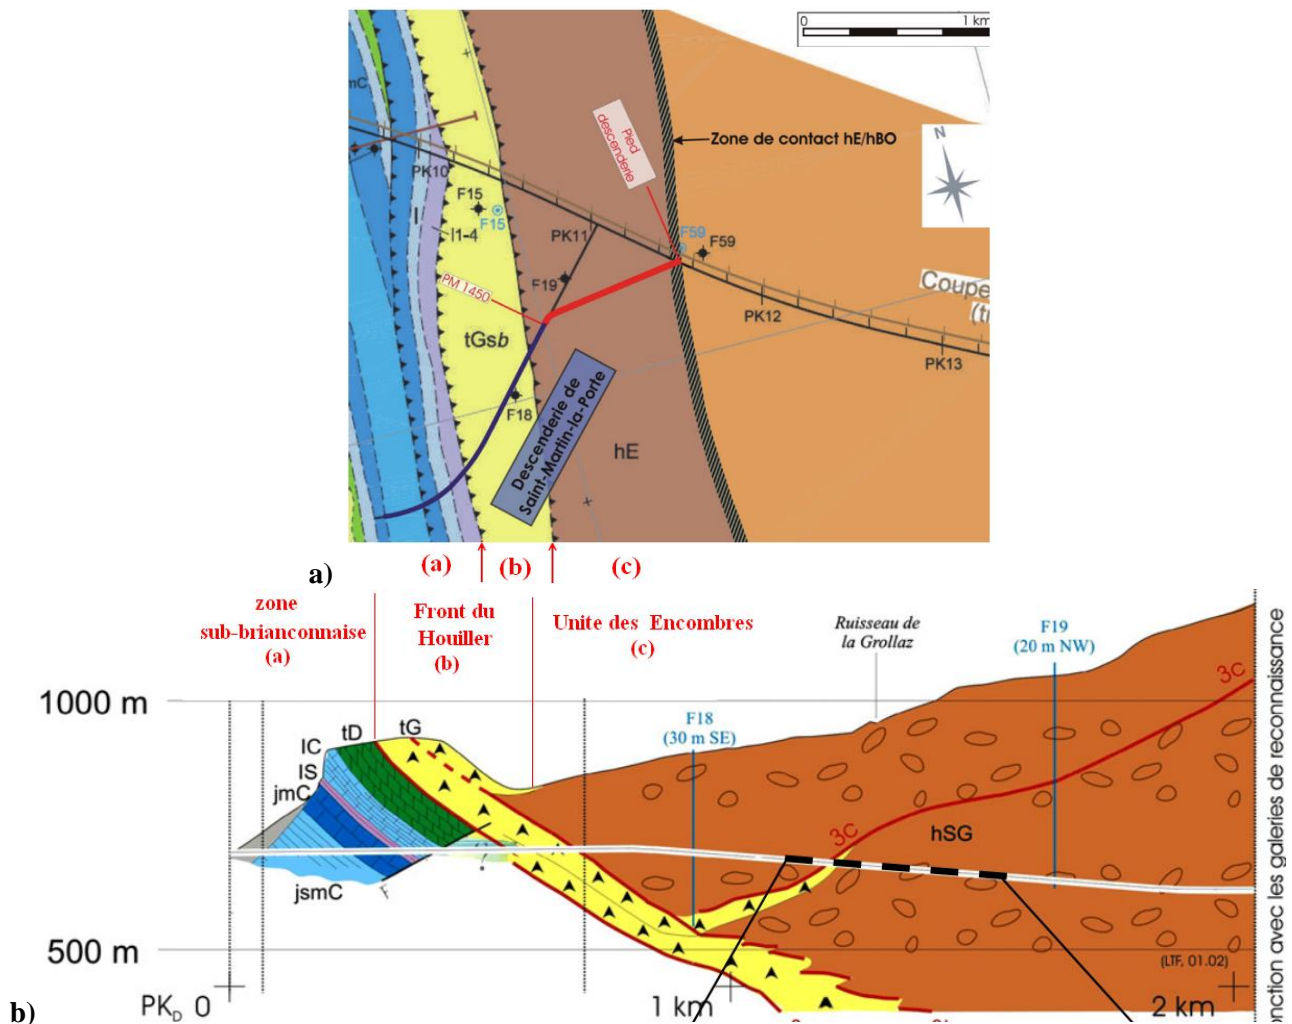 0
1 km
mC
Pied
descenderie
Zone de contact hE/hBO
N
PK10
F15
F15
l
l1-4
PK11
F59
F59
F19
PM 1450
Coupe
PK12
PK13
tGsb
F18
Descenderie de
Saint-Martin-la-Porte
hE
a)
(a)
(b)
(c)
zone
sub-brianconnaise
(a)
Front du
Houiller
(b)
Unite des Encombres
(c)
Ruisseau de
la Grollaz
F19
(20 m NW)
3c
1000 m
F18
(30 m SE)
lC
tD
tG
lS
jmC
3c
hSG
jsmC
F
?
500 m
(LTF, 01.02)
b)
PKD 0
1 km
2 km
onction avec les galeries de reconnaissance